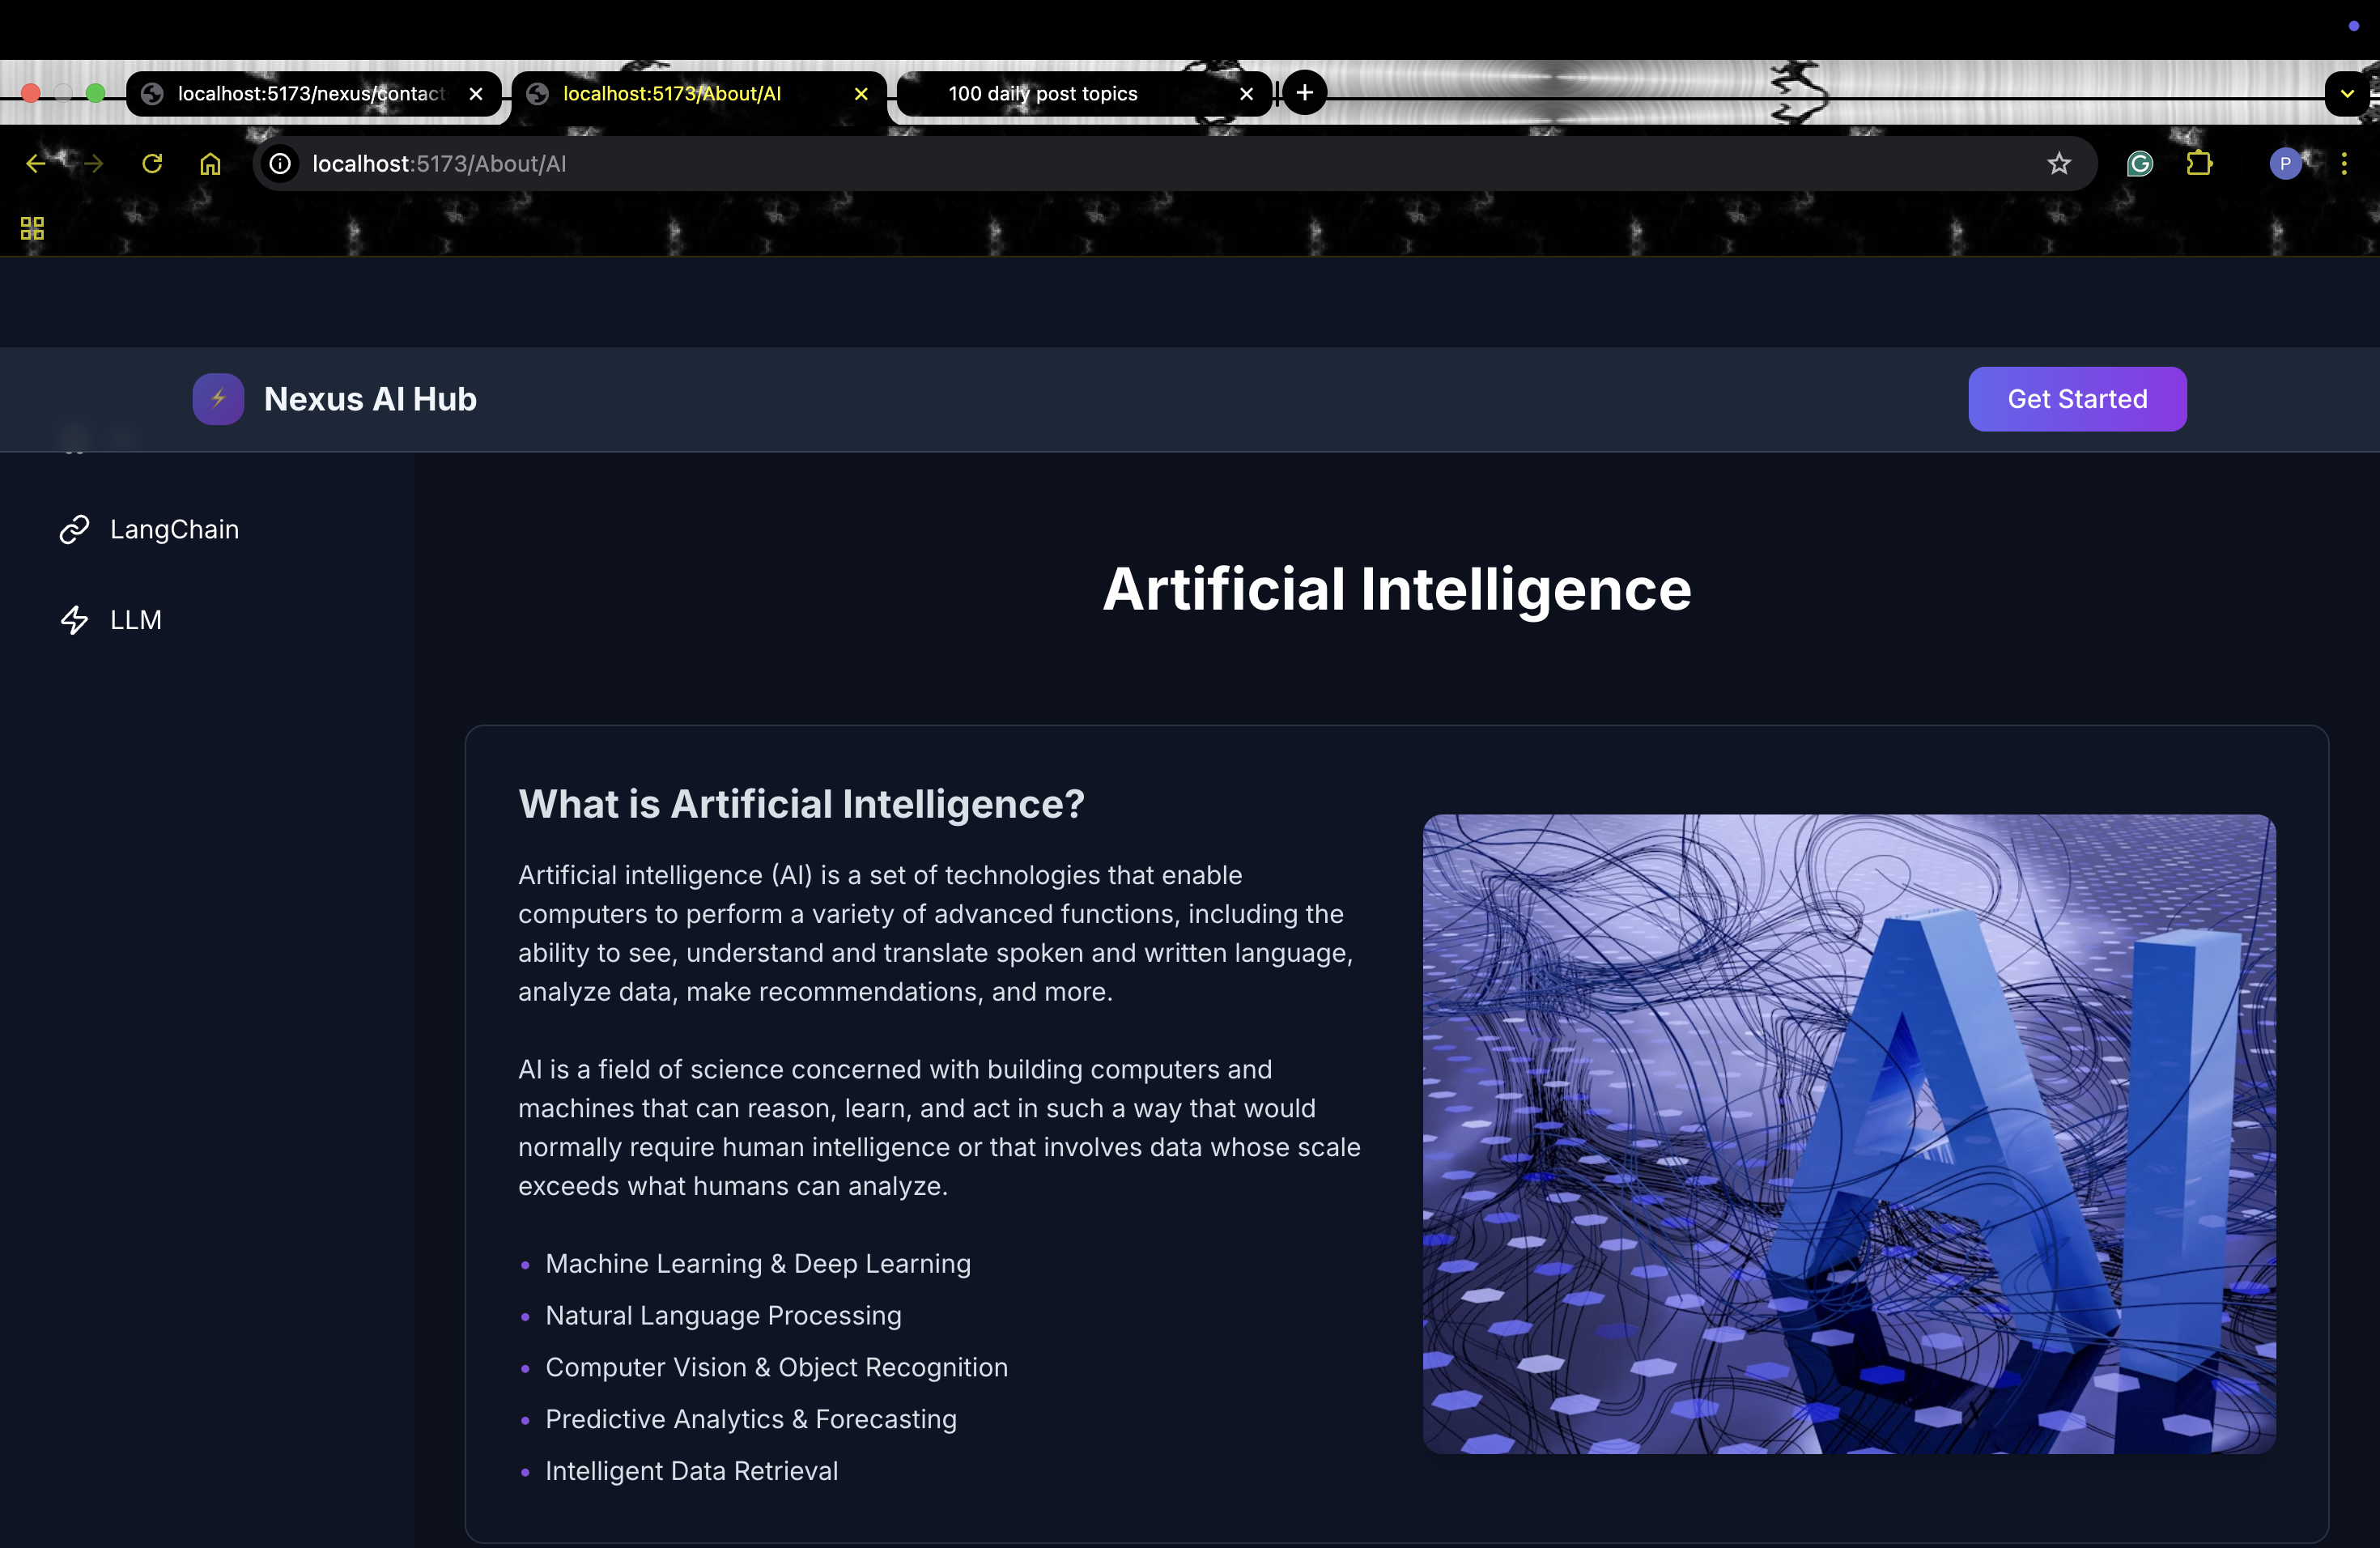 localhost:5173/nexus/contact
localhost:5173/About/AI
100 daily post topics
localhost:5173/About/AI
P
Nexus AI Hub
Get Started
LangChain
LLM
Artificial Intelligence
What is Artificial Intelligence?
Artificial intelligence (AI) is a set of technologies that enable
computers to perform a variety of advanced functions, including the
ability to see, understand and translate spoken and written language,
analyze data, make recommendations, and more.
AI is a field of science concerned with building computers and
machines that can reason, learn, and act in such a way that would
normally require human intelligence or that involves data whose scale
exceeds what humans can analyze.
• Machine Learning & Deep Learning
• Natural Language Processing
• Computer Vision & Object Recognition
• Predictive Analytics & Forecasting
• Intelligent Data Retrieval
AI